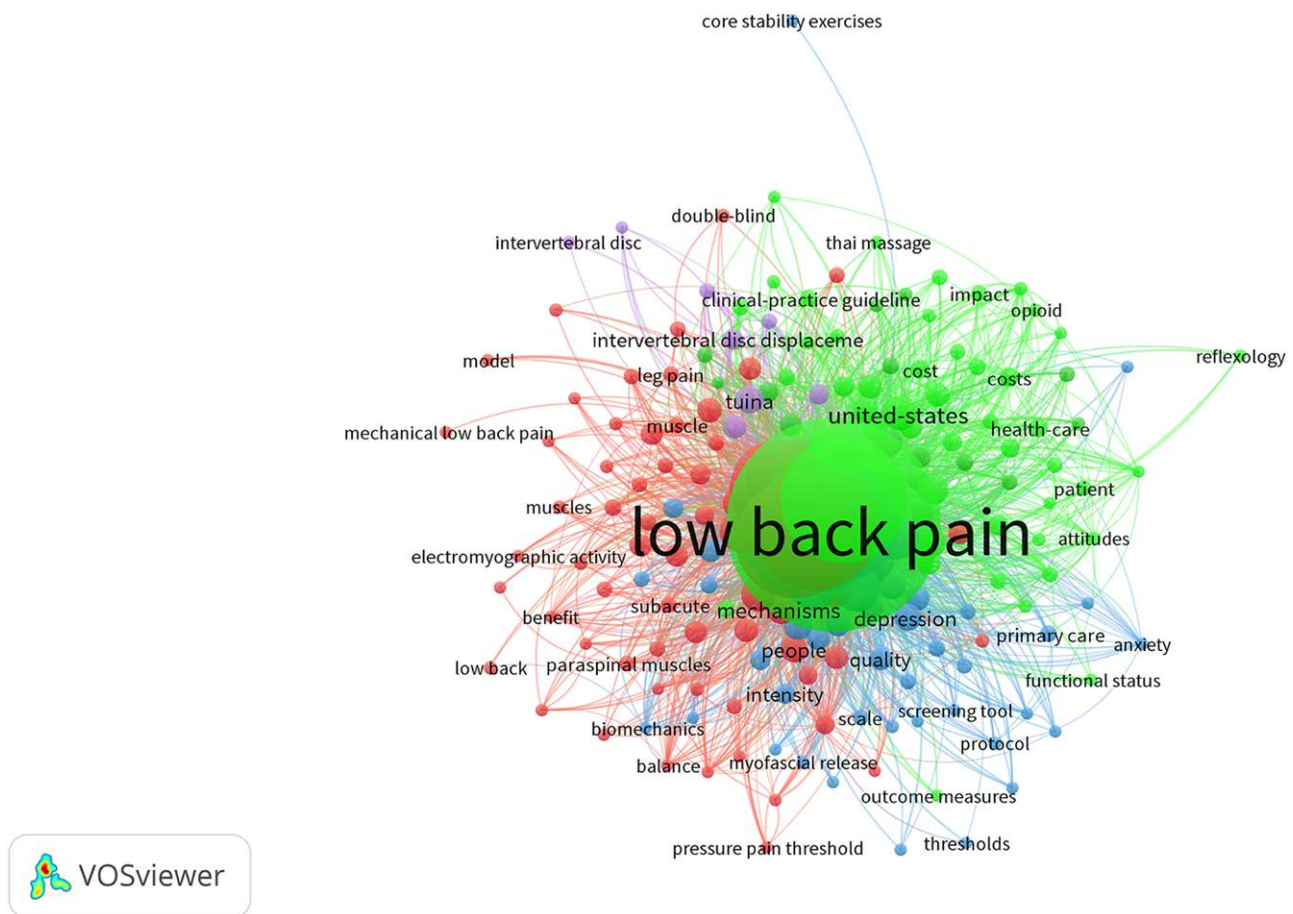 core stability exercises
double-blind
intervertebral disc
thai massage
clinical-practice guideline
impact
opioid
intervertebral disc displaceme
reflexology
model
leg pain
cost
costs
tuina
united-states
muscle
health-care
mechanical low back pain
patient
muscles
low back pain
attitudes
electromyographic activity
subacute
mechanisms
benefit
depression
primary care
anxiety
people
quality
low back
paraspinal muscles
functional status
intensity
scale
screening tool
biomechanics
protocol
balance
myofascial release
outcome measures
pressure pain threshold
thresholds
VOSviewer